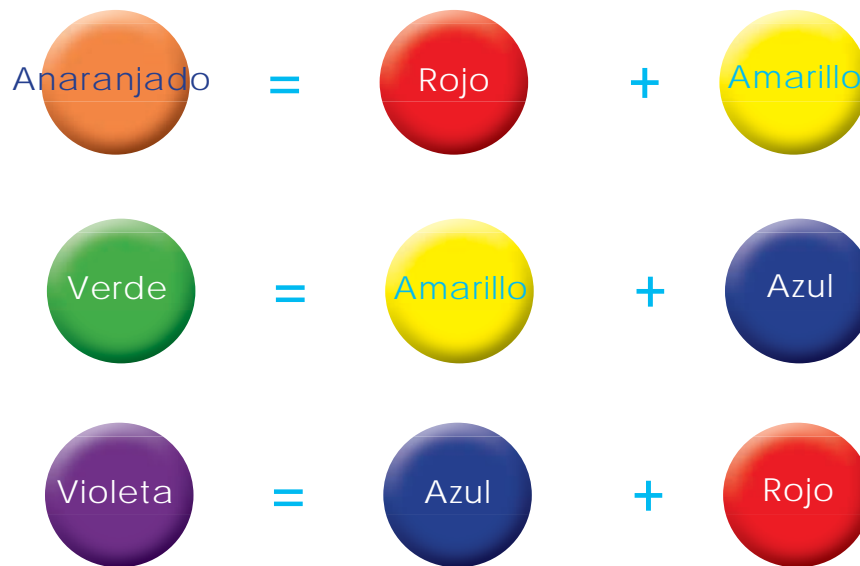 Anaranjado = Rojo + Amarillo
Verde = Amarillo + Azul
Violeta = Azul + Rojo